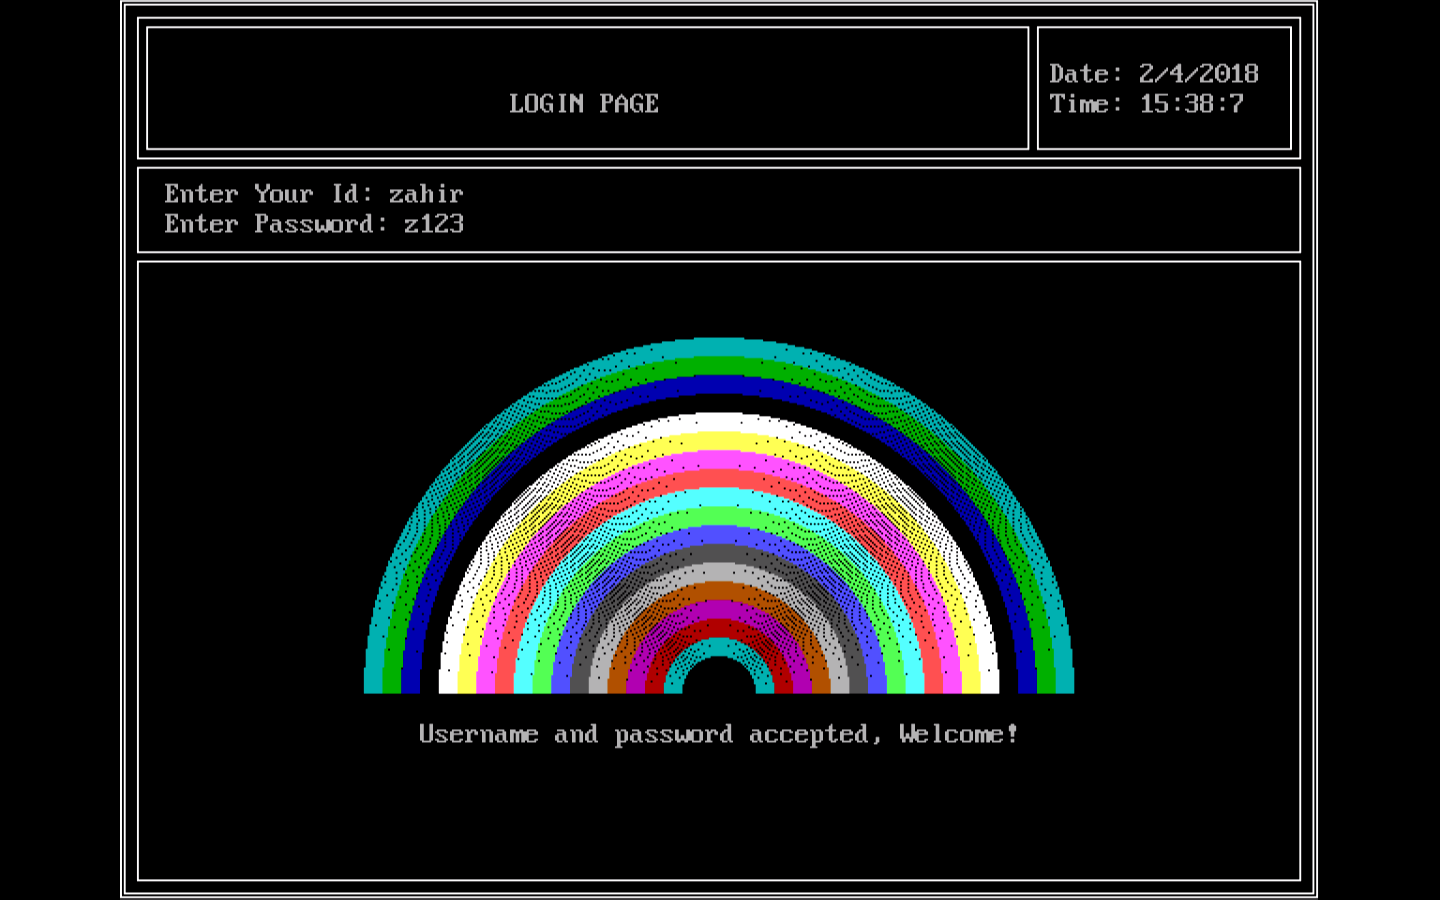 LOGIN PAGE
Date: 2/4/2018
Time: 15:38:7
Enter Your Id: zahir
Enter Password: z123
Username and password accepted, Welcome!